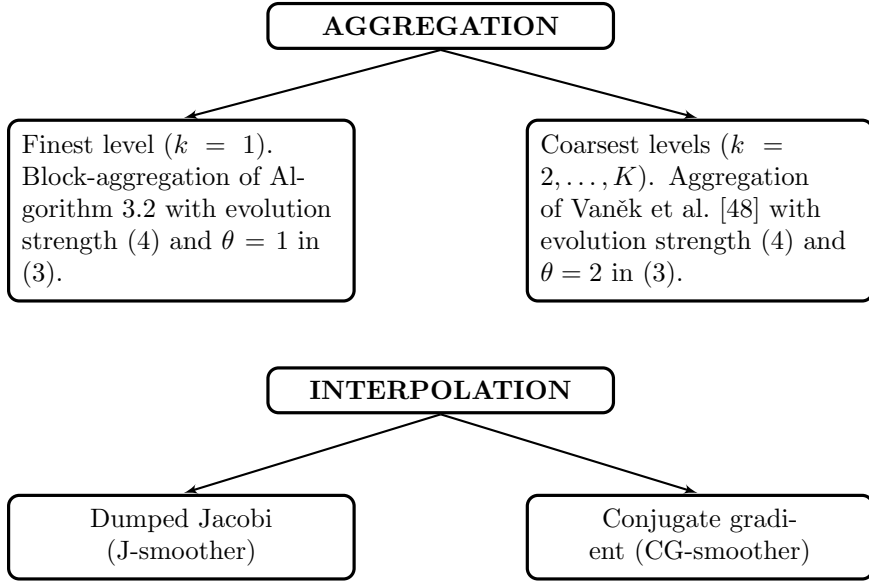 AGGREGATION
Finest level (k = 1).
Block-aggregation of Al-
gorithm 3.2 with evolution
strength (4) and θ = 1 in
(3).
Coarsest levels (k =
2, . . . , K). Aggregation
of Vaněk et al. [48] with
evolution strength (4) and
θ = 2 in (3).
INTERPOLATION
Dumped Jacobi
(J-smoother)
Conjugate gradi-
ent (CG-smoother)